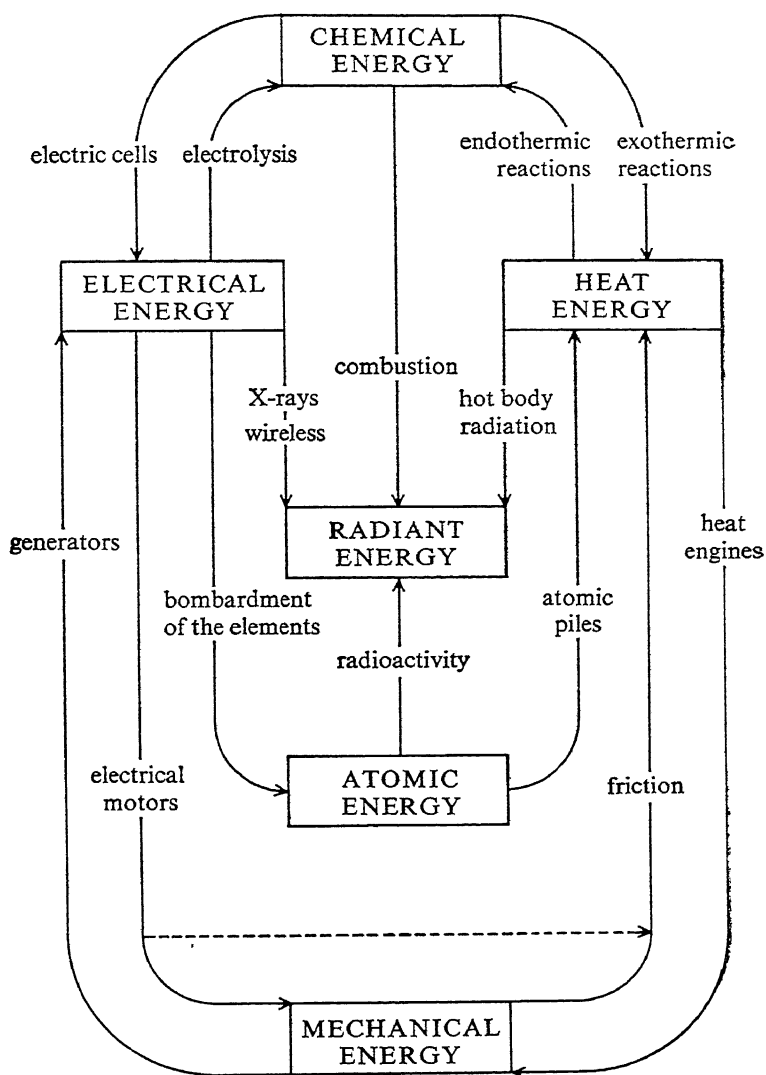 CHEMICAL
ENERGY
electric cells
electrolysis
endothermic
reactions
exothermic
reactions
ELECTRICAL
ENERGY
HEAT
ENERGY
combustion
X-rays
wireless
hot body
radiation
RADIANT
ENERGY
generators
heat
engines
bombardment
of the elements
atomic
piles
radioactivity
electrical
motors
ATOMIC
ENERGY
friction
MECHANICAL
ENERGY